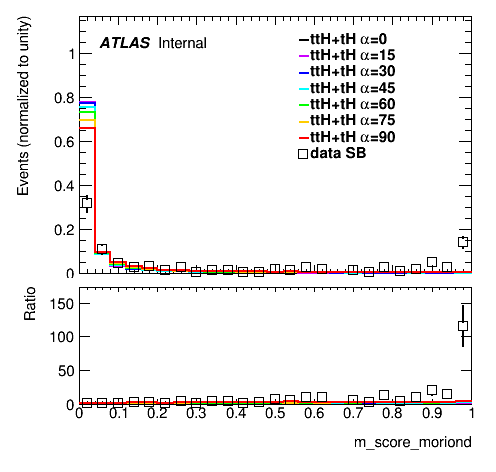 ATLAS Internal
ttH+tH α=0
ttH+tH α=15
ttH+tH α=30
ttH+tH α=45
ttH+tH α=60
ttH+tH α=75
ttH+tH α=90
data SB
Events (normalized to unity)
1
0.8
0.6
0.4
0.2
0
Ratio
150
100
50
0
0 0.1 0.2 0.3 0.4 0.5 0.6 0.7 0.8 0.9 1
m_score_moriond